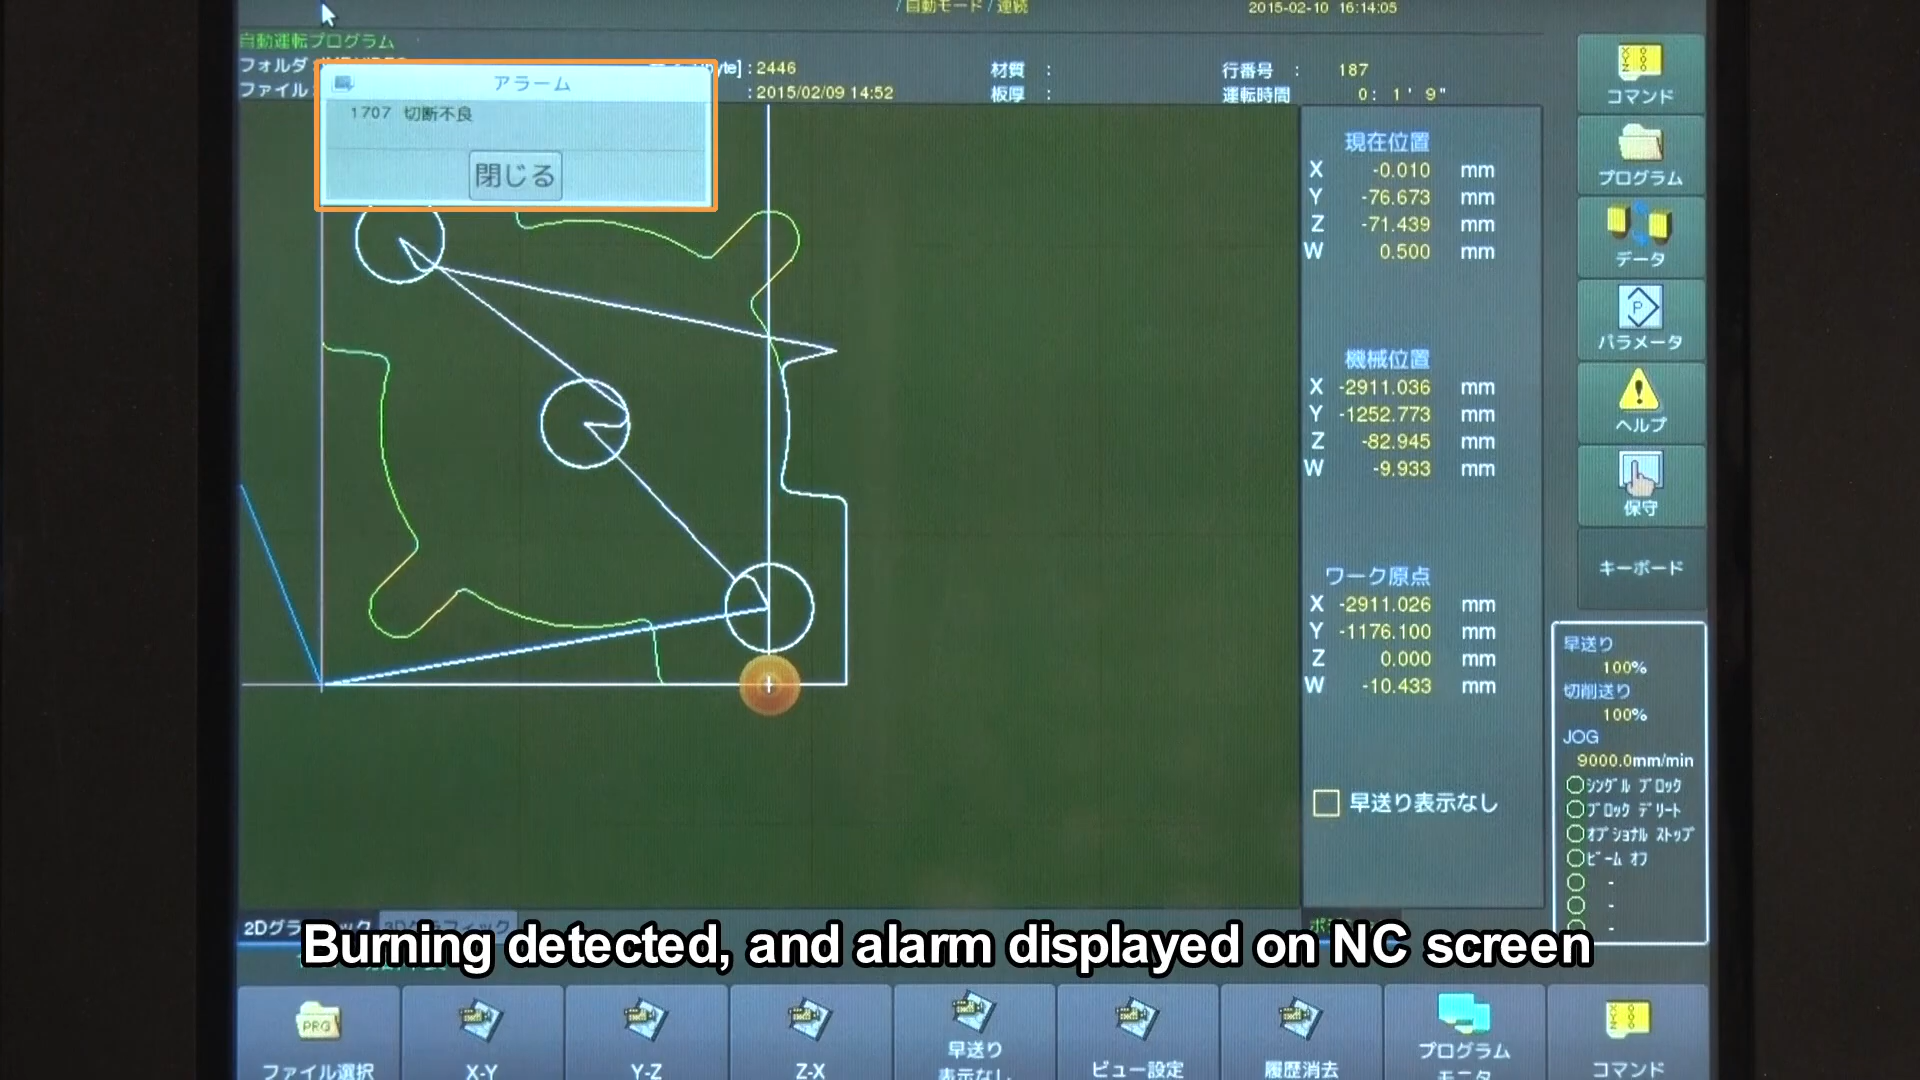 / 自動モード / 連続
2015-02-10 16:14:05
自動運転プログラム
フォルダ :
ファイル :
アラーム
1707 切断不良
閉じる
byte] : 2446
: 2015/02/09 14:52
材質 :
板厚 :
行番号 : 187
運転時間 0: 1' 9"
現在位置
X -0.010 mm
Y -76.673 mm
Z -71.439 mm
W 0.500 mm
機械位置
X -2911.036 mm
Y -1252.773 mm
Z -82.945 mm
W -9.933 mm
ワーク原点
X -2911.026 mm
Y -1176.100 mm
Z 0.000 mm
W -10.433 mm
早送り表示なし
コマンド
プログラム
データ
パラメータ
ヘルプ
保守
キーボード
早送り
100%
切削送り
100%
JOG
9000.0mm/min
シングル ブロック
ブロック デリート
オプショナル ストップ
ビーム オフ
-
-
-
Burning detected, and alarm displayed on NC screen
PRG
ファイル選択
X-Y
Y-Z
Z-X
早送り
表示なし
ビュー設定
履歴消去
プログラム
モニタ
コマンド